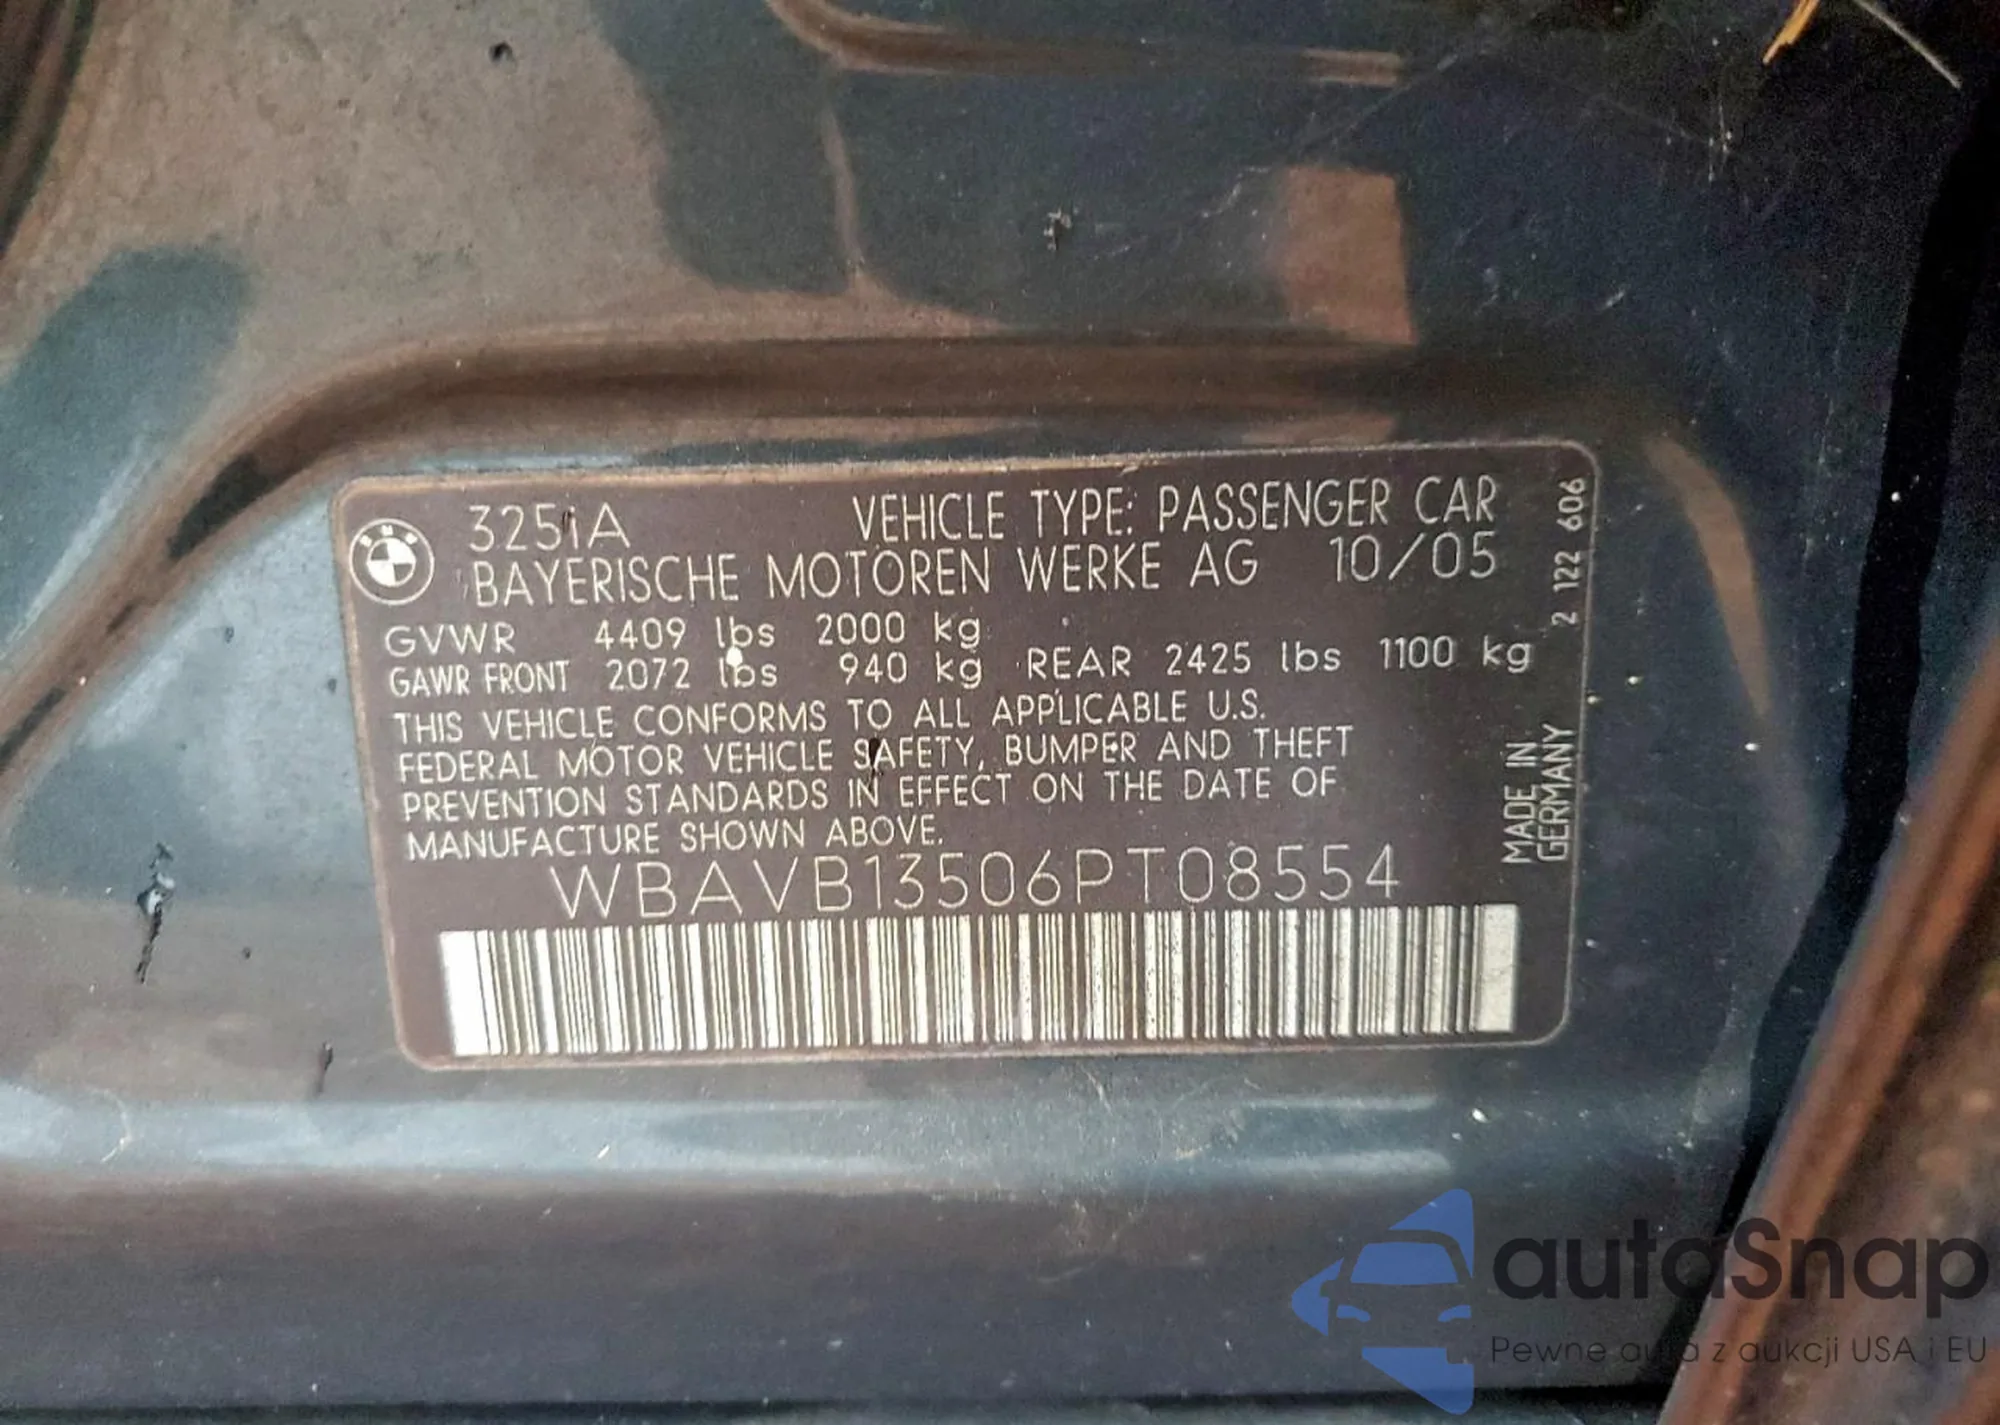 325iA VEHICLE TYPE: PASSENGER CAR
BAYERISCHE MOTOREN WERKE AG 10/05
GVWR 4409 lbs 2000 kg
GAWR FRONT 2072 lbs 940 kg REAR 2425 lbs 1100 kg
THIS VEHICLE CONFORMS TO ALL APPLICABLE U.S.
FEDERAL MOTOR VEHICLE SAFETY, BUMPER AND THEFT
PREVENTION STANDARDS IN EFFECT ON THE DATE OF
MANUFACTURE SHOWN ABOVE.
WBAVB13506PT08554
2 122 606
MADE IN
GERMANY
BMW
autaSnap
Pewne auta z aukcji USA i EU